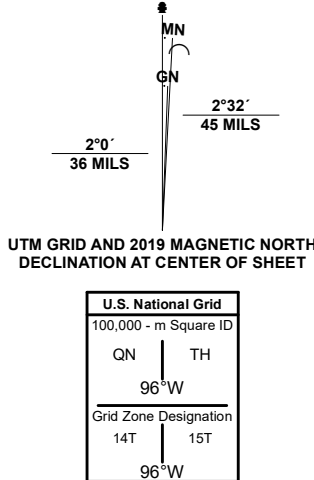 MN
GN
2°32´
45 MILS
2°0´
36 MILS
UTM GRID AND 2019 MAGNETIC NORTH
DECLINATION AT CENTER OF SHEET
U.S. National Grid
100,000 - m Square ID
QN TH
96°W
Grid Zone Designation
14T 15T
96°W